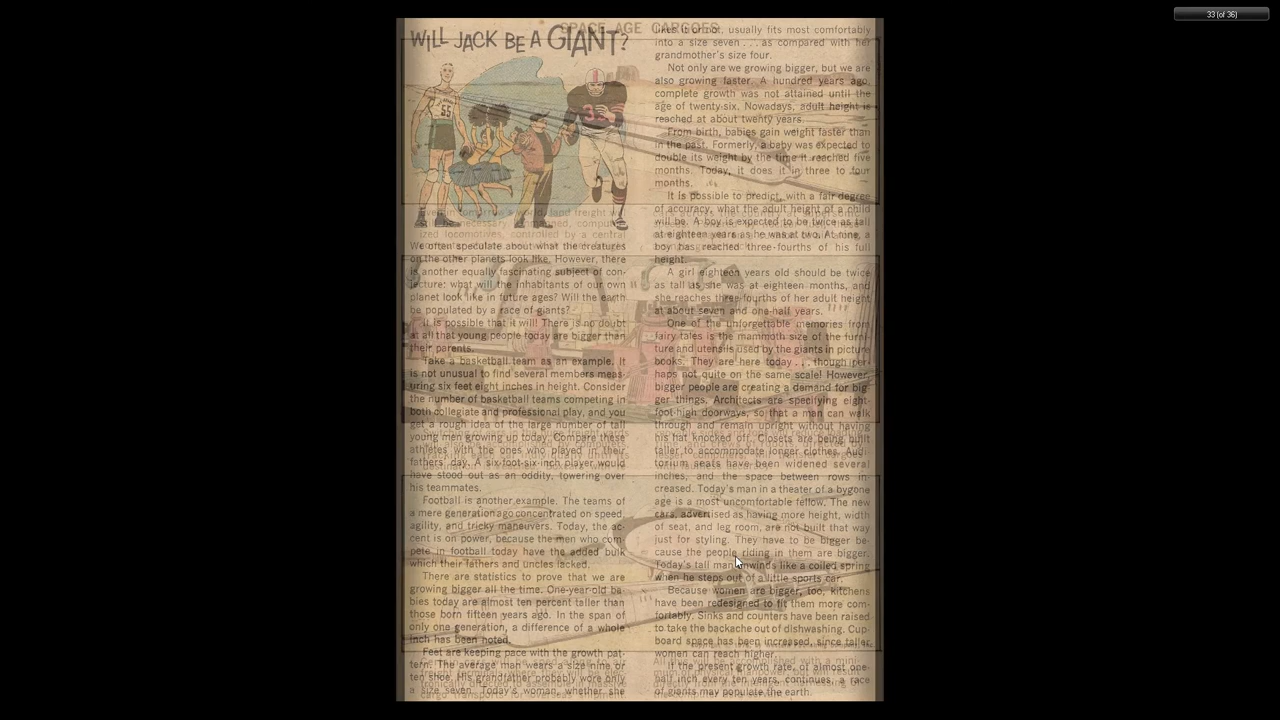 33 (of 36)
SPACE AGE CARGOES
WILL JACK BE A GIANT?
55
3
We often speculate about what the creatures
on the other planets look like. However, there
is another equally fascinating subject of con-
jecture: what will the inhabitants of our own
planet look like in future ages? Will the earth
be populated by a race of giants?
It is possible that it will! There is no doubt
at all that young people today are bigger than
their parents.
Take a basketball team as an example. It
is not unusual to find several members meas-
uring six feet eight inches in height. Consider
the number of basketball teams competing in
both collegiate and professional play, and you
get a rough idea of the large number of tall
young men growing up today. Compare these
athletes with the ones who played in their
fathers' day. A six-foot-six-inch player would
have stood out as an oddity, towering over
his teammates.
Football is another example. The teams of
a mere generation ago concentrated on speed,
agility, and tricky maneuvers. Today, the ac-
cent is on power, because the men who com-
pete in football today have the added bulk
which their fathers and uncles lacked.
There are statistics to prove that we are
growing bigger all the time. One-year-old ba-
bies today are almost ten percent taller than
those born fifteen years ago. In the span of
only one generation, a difference of a whole
inch has been noted.
Feet are keeping pace with the growth pat-
tern. The average man wears a size nine or
ten shoe. His grandfather probably wore only
a size seven. Today's woman, whether she
likes it or not, usually fits most comfortably
into a size seven . . . as compared with her
grandmother's size four.
Not only are we growing bigger, but we are
also growing faster. A hundred years ago,
complete growth was not attained until the
age of twenty-six. Nowadays, adult height is
reached at about twenty years.
From birth, babies gain weight faster than
in the past. Formerly, a baby was expected to
double its weight by the time it reached five
months. Today, it does it in three to four
months.
It is possible to predict, with a fair degree
of accuracy, what the adult height of a child
will be. A boy is expected to be twice as tall
at eighteen years as he was at two. At nine, a
boy has reached three-fourths of his full
height.
A girl eighteen years old should be twice
as tall as she was at eighteen months, and
she reaches three-fourths of her adult height
at about seven and one-half years.
One of the unforgettable memories from
fairy tales is the mammoth size of the furni-
ture and utensils used by the giants in picture
books. They are here today . . . though per-
haps not quite on the same scale! However,
bigger people are creating a demand for big-
ger things. Architects are specifying eight-
foot-high doorways, so that a man can walk
through and remain upright without having
his hat knocked off. Closets are being built
taller to accommodate longer clothes. Audi-
torium seats have been widened several
inches, and the space between rows in-
creased. Today's man in a theater of a bygone
age is a most uncomfortable fellow. The new
cars, advertised as having more height, width
of seat, and leg room, are not built that way
just for styling. They have to be bigger be-
cause the people riding in them are bigger.
Today's tall man unwinds like a coiled spring
when he steps out of a little sports car.
Because women are bigger, too, kitchens
have been redesigned to fit them more com-
fortably. Sinks and counters have been raised
to take the backache out of dishwashing. Cup-
board space has been increased, since taller
women can reach higher.
If the present growth rate, of almost one-
half inch every ten years, continues, a race
of giants may populate the earth.